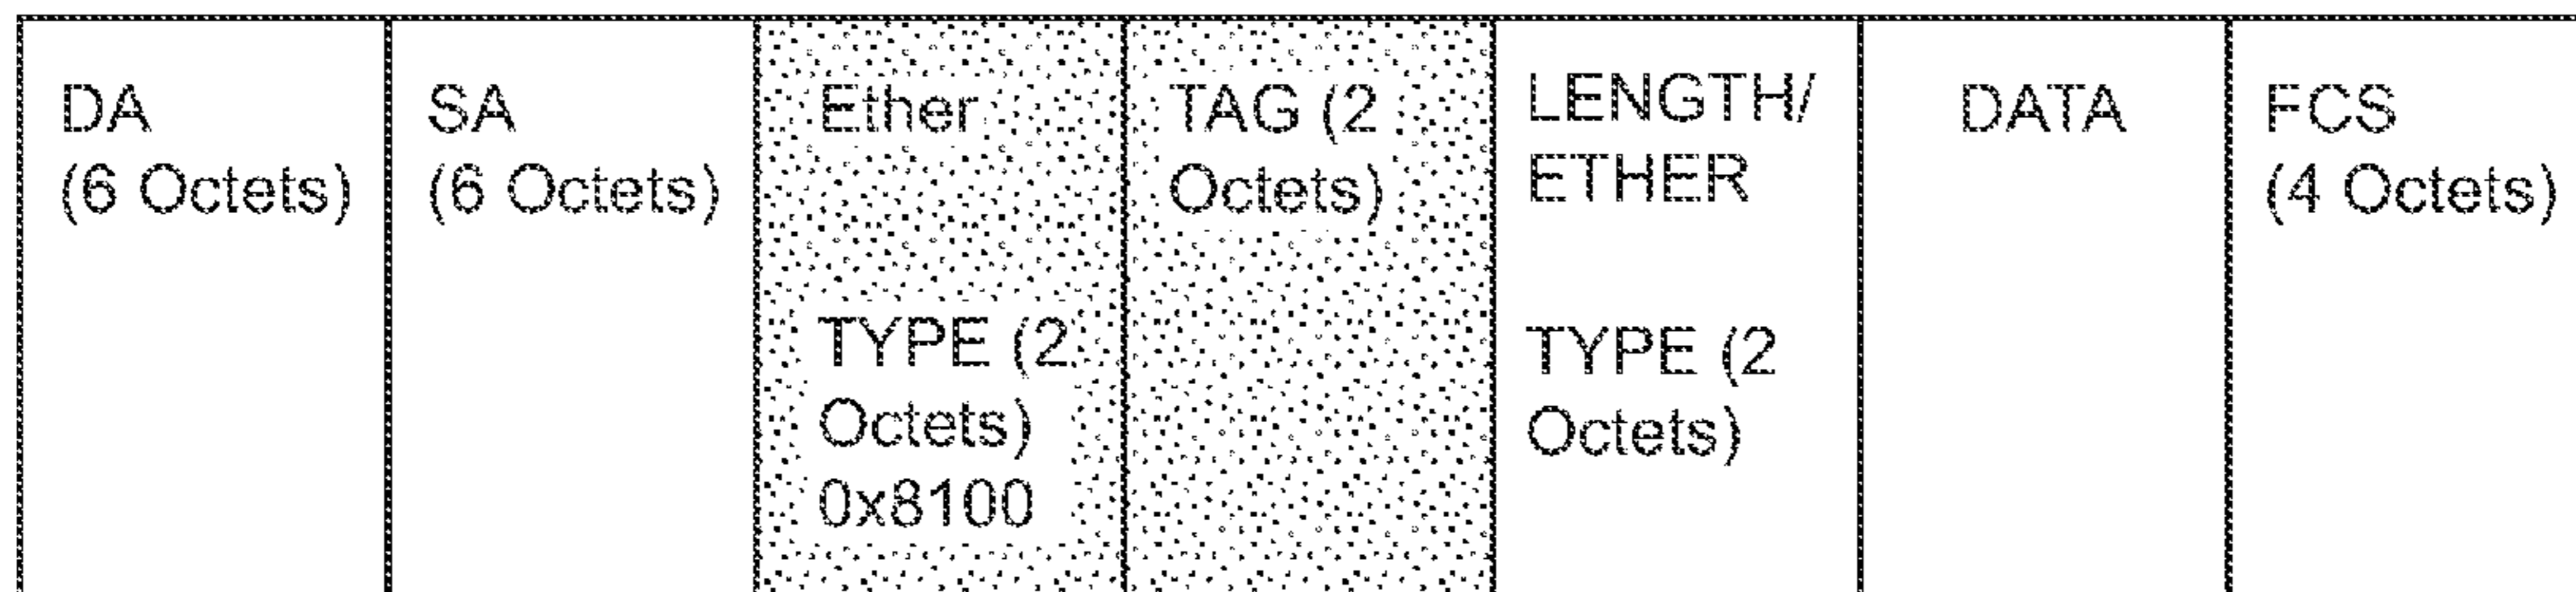 DA
(6 Octets)
SA
(6 Octets)
Ether
TYPE (2
Octets)
0x8100
TAG (2
Octets)
LENGTH/
ETHER
TYPE (2
Octets)
DATA
FCS
(4 Octets)